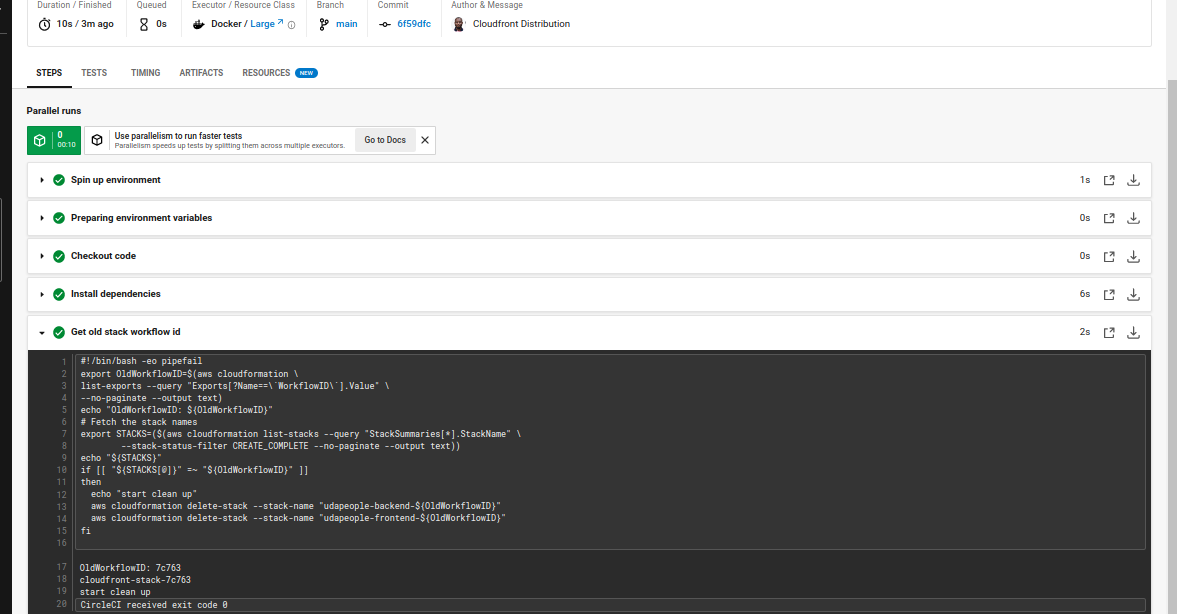 Duration / Finished
10s / 3m ago
Queued
0s
Executor / Resource Class
Docker / Large
Branch
main
Commit
6f59dfc
Author & Message
Cloudfront Distribution
STEPS TESTS TIMING ARTIFACTS RESOURCES NEW
Parallel runs
0
00:10
Use parallelism to run faster tests
Parallelism speeds up tests by splitting them across multiple executors.
Go to Docs
Spin up environment 1s
Preparing environment variables 0s
Checkout code 0s
Install dependencies 6s
Get old stack workflow id 2s
1 #!/bin/bash -eo pipefail
2 export OldWorkflowID=$(aws cloudformation \
3 list-exports --query "Exports[?Name==\`WorkflowID\`].Value" \
4 --no-paginate --output text)
5 echo "OldWorkflowID: ${OldWorkflowID}"
6 # Fetch the stack names
7 export STACKS=($(aws cloudformation list-stacks --query "StackSummaries[*].StackName" \
8 --stack-status-filter CREATE_COMPLETE --no-paginate --output text))
9 echo "${STACKS}"
10 if [[ "${STACKS[@]}" =~ "${OldWorkflowID}" ]]
11 then
12 echo "start clean up"
13 aws cloudformation delete-stack --stack-name "udapeople-backend-${OldWorkflowID}"
14 aws cloudformation delete-stack --stack-name "udapeople-frontend-${OldWorkflowID}"
15 fi
16
17 OldWorkflowID: 7c763
18 cloudfront-stack-7c763
19 start clean up
20 CircleCI received exit code 0